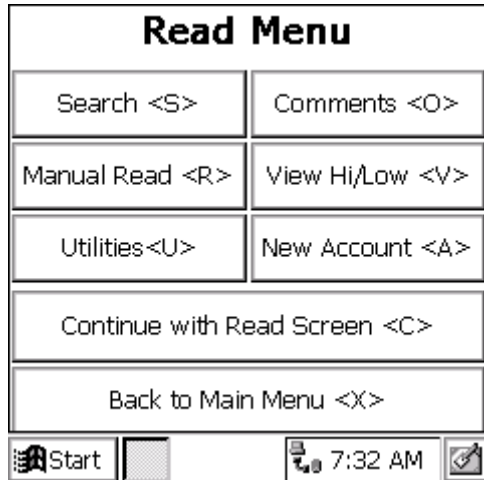 Read Menu
Search <S>
Comments <O>
Manual Read <R>
View Hi/Low <V>
Utilities<U>
New Account <A>
Continue with Read Screen <C>
Back to Main Menu <X>
Start
7:32 AM